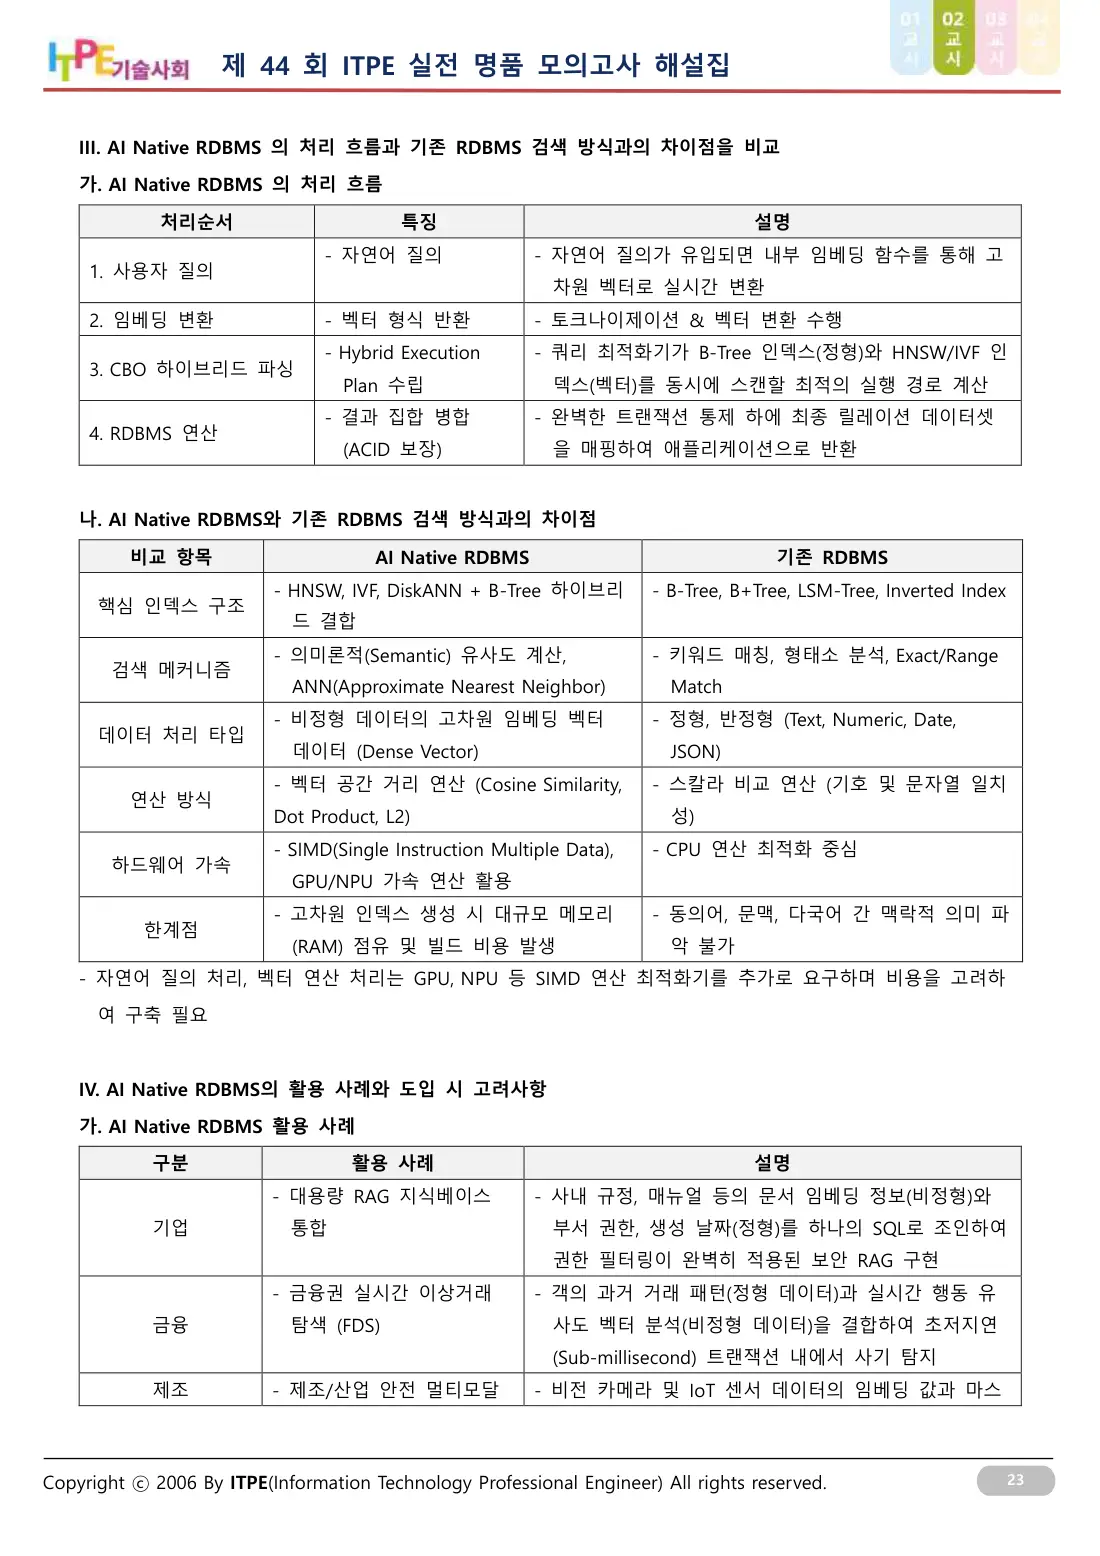 01 02 03 04
교 교 교 교
시 시 시 시
ITPE기술사회 제 44 회 ITPE 실전 명품 모의고사 해설집
III. AI Native RDBMS 의 처리 흐름과 기존 RDBMS 검색 방식과의 차이점을 비교
가. AI Native RDBMS 의 처리 흐름
처리순서 특징 설명
1. 사용자 질의 - 자연어 질의 - 자연어 질의가 유입되면 내부 임베딩 함수를 통해 고
차원 벡터로 실시간 변환
2. 임베딩 변환 - 벡터 형식 반환 - 토크나이제이션 & 벡터 변환 수행
3. CBO 하이브리드 파싱 - Hybrid Execution - 쿼리 최적화기가 B-Tree 인덱스(정형)와 HNSW/IVF 인
Plan 수립 덱스(벡터)를 동시에 스캔할 최적의 실행 경로 계산
4. RDBMS 연산 - 결과 집합 병합 - 완벽한 트랜잭션 통제 하에 최종 릴레이션 데이터셋
(ACID 보장) 을 매핑하여 애플리케이션으로 반환
나. AI Native RDBMS와 기존 RDBMS 검색 방식과의 차이점
비교 항목 AI Native RDBMS 기존 RDBMS
핵심 인덱스 구조 - HNSW, IVF, DiskANN + B-Tree 하이브리 - B-Tree, B+Tree, LSM-Tree, Inverted Index
드 결합
검색 메커니즘 - 의미론적(Semantic) 유사도 계산, - 키워드 매칭, 형태소 분석, Exact/Range
ANN(Approximate Nearest Neighbor) Match
데이터 처리 타입 - 비정형 데이터의 고차원 임베딩 벡터 - 정형, 반정형 (Text, Numeric, Date,
데이터 (Dense Vector) JSON)
연산 방식 - 벡터 공간 거리 연산 (Cosine Similarity, - 스칼라 비교 연산 (기호 및 문자열 일치
Dot Product, L2) 성)
하드웨어 가속 - SIMD(Single Instruction Multiple Data), - CPU 연산 최적화 중심
GPU/NPU 가속 연산 활용
한계점 - 고차원 인덱스 생성 시 대규모 메모리 - 동의어, 문맥, 다국어 간 맥락적 의미 파
(RAM) 점유 및 빌드 비용 발생 악 불가
- 자연어 질의 처리, 벡터 연산 처리는 GPU, NPU 등 SIMD 연산 최적화기를 추가로 요구하며 비용을 고려하
여 구축 필요
IV. AI Native RDBMS의 활용 사례와 도입 시 고려사항
가. AI Native RDBMS 활용 사례
구분 활용 사례 설명
기업 - 대용량 RAG 지식베이스 - 사내 규정, 매뉴얼 등의 문서 임베딩 정보(비정형)와
통합 부서 권한, 생성 날짜(정형)를 하나의 SQL로 조인하여
권한 필터링이 완벽히 적용된 보안 RAG 구현
금융 - 금융권 실시간 이상거래 - 객의 과거 거래 패턴(정형 데이터)과 실시간 행동 유
탐색 (FDS) 사도 벡터 분석(비정형 데이터)을 결합하여 초저지연
(Sub-millisecond) 트랜잭션 내에서 사기 탐지
제조 - 제조/산업 안전 멀티모달 - 비전 카메라 및 IoT 센서 데이터의 임베딩 값과 마스
Copyright ⓒ 2006 By ITPE(Information Technology Professional Engineer) All rights reserved. 23